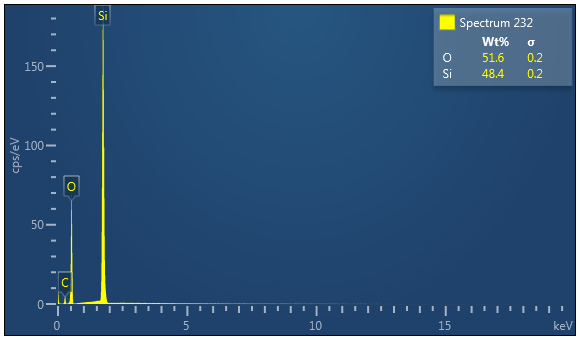 Si
Spectrum 232
Wt% σ
O 51.6 0.2
Si 48.4 0.2
150
cps/eV
100
O
50
C
0
0 5 10 15 keV